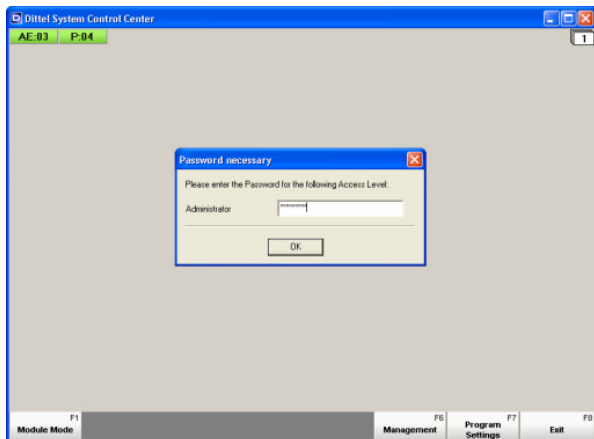 Dittel System Control Center
AE:03 P:04
1
Password necessary
Please enter the Password for the following Access Level:
Administrator ********
OK
F1 F6 F7 F8
Module Mode Management Program Settings Exit